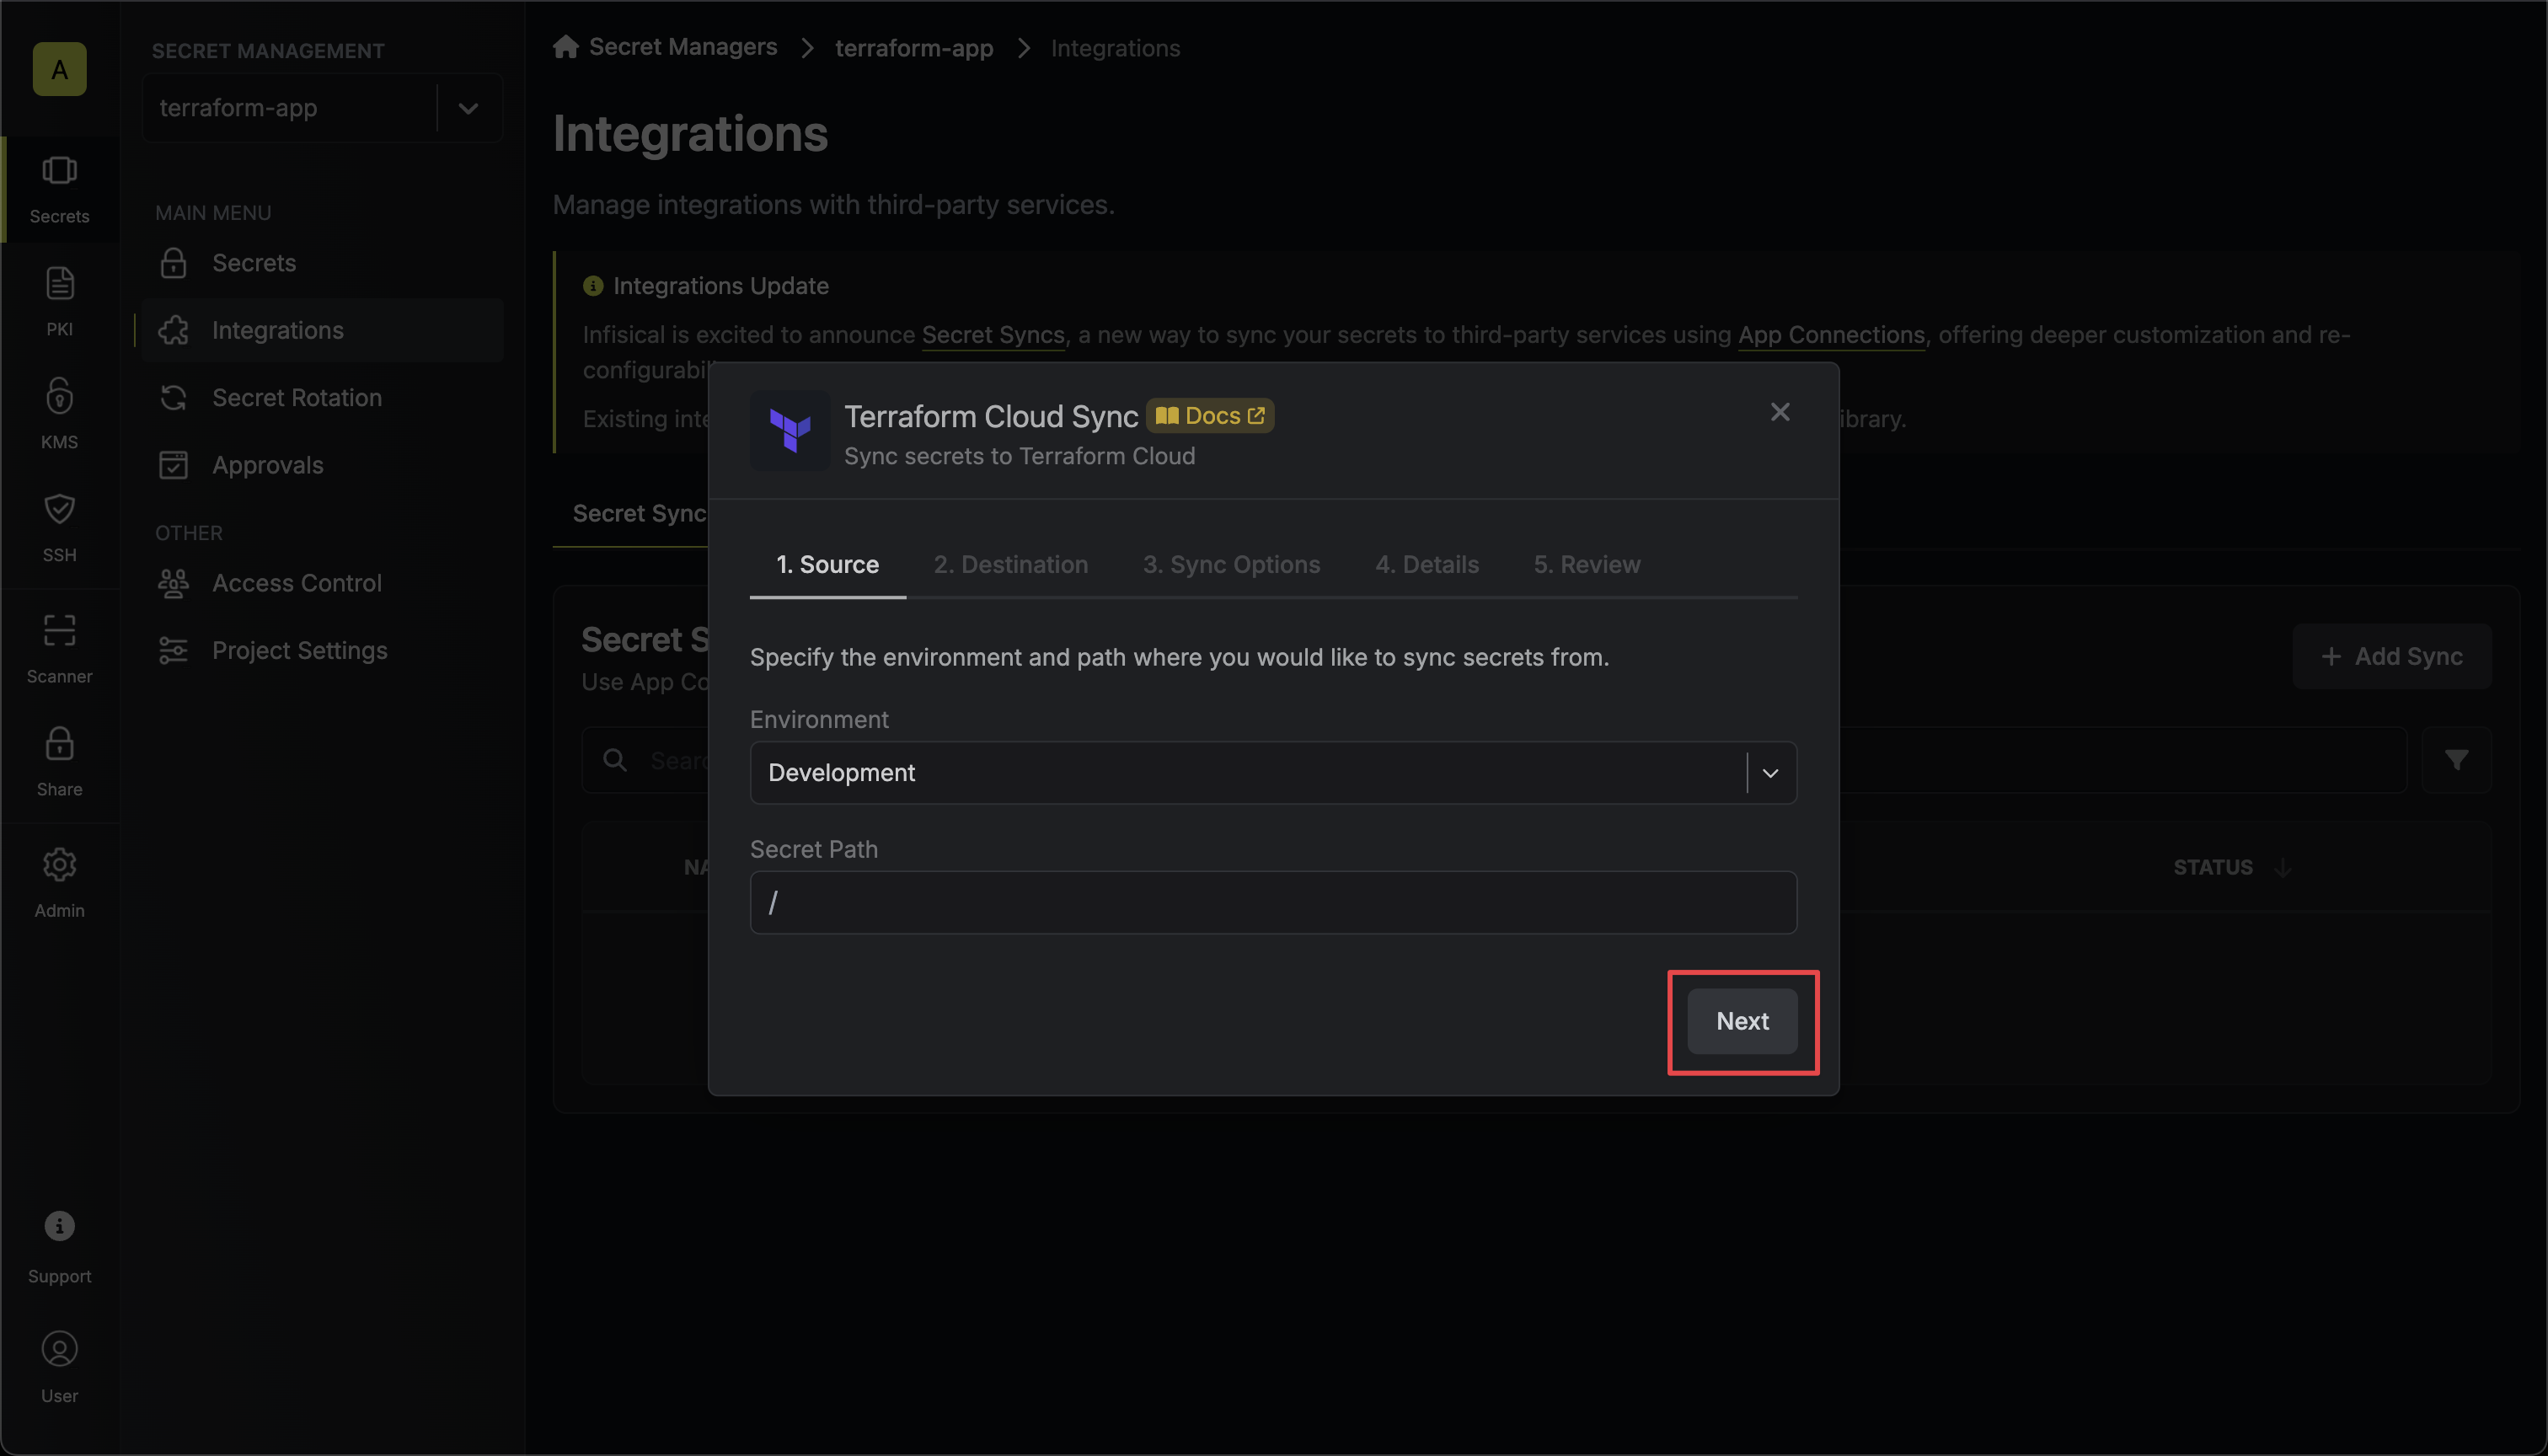 A
Secrets
PKI
KMS
SSH
Scanner
Share
Admin
Support
User
SECRET MANAGEMENT
terraform-app
MAIN MENU
Secrets
Integrations
Secret Rotation
Approvals
OTHER
Access Control
Project Settings
Secret Managers > terraform-app > Integrations
Integrations
Manage integrations with third-party services.
Integrations Update
Infisical is excited to announce Secret Syncs, a new way to sync your secrets to third-party services using App Connections, offering deeper customization and re-
configurabil
Existing inte
ibrary.
Secret Sync
Secret S
Use App Co
+ Add Sync
Sear
NA
STATUS
Terraform Cloud Sync Docs
Sync secrets to Terraform Cloud
1. Source 2. Destination 3. Sync Options 4. Details 5. Review
Specify the environment and path where you would like to sync secrets from.
Environment
Development
Secret Path
/
Next